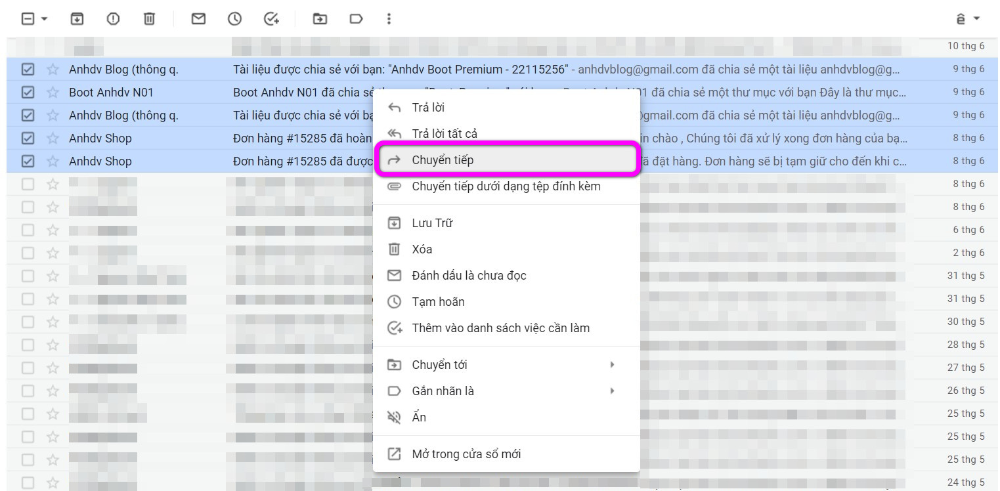 ê
10 thg 6
Anhdv Blog (thông q. Tài liệu được chia sẻ với bạn: "Anhdv Boot Premium - 22115256" - anhdvblog@gmail.com đã chia sẻ một tài liệu anhdvblog@g... 9 thg 6
Boot Anhdv N01 Boot Anhdv N01 đã chia sẻ đã chia sẻ một thư mục với bạn Đây là thư mục... 9 thg 6
Anhdv Blog (thông q. Tài liệu được chia sẻ với bạ gmail.com đã chia sẻ một tài liệu anhdvblog@g... 9 thg 6
Anhdv Shop Đơn hàng #15285 đã hoàn in chào , Chúng tôi đã xử lý xong đơn hàng của bạ... 8 thg 6
Anhdv Shop Đơn hàng #15285 đã được đã đặt hàng. Đơn hàng sẽ bị tạm giữ cho đến khi c... 8 thg 6
Trả lời
Trả lời tất cả
Chuyển tiếp
Chuyển tiếp dưới dạng tệp đính kèm
Lưu Trữ
Xóa
Đánh dấu là chưa đọc
Tạm hoãn
Thêm vào danh sách việc cần làm
Chuyển tới
Gắn nhãn là
Ẩn
Mở trong cửa sổ mới
8 thg 6
8 thg 6
6 thg 6
2 thg 6
31 thg 5
31 thg 5
30 thg 5
28 thg 5
27 thg 5
26 thg 5
25 thg 5
25 thg 5
25 thg 5
24 thg 5